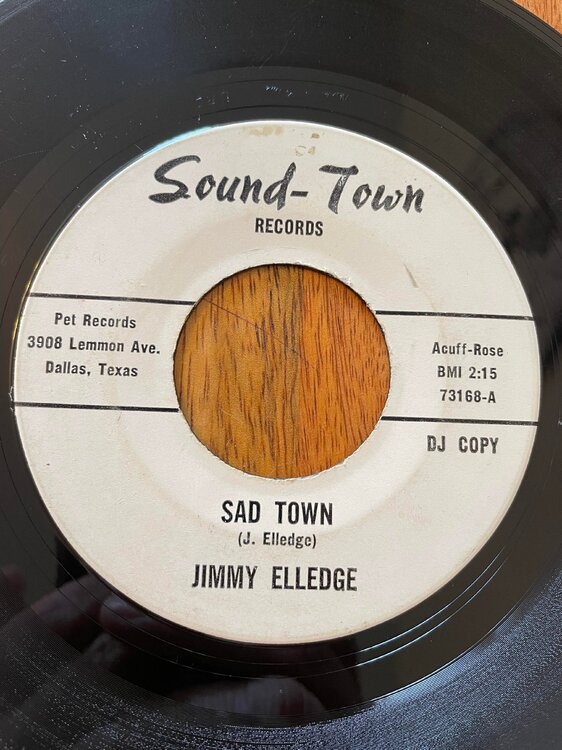 Sound-Town
RECORDS
Pet Records
3908 Lemmon Ave.
Dallas, Texas
Acuff-Rose
BMI 2:15
73168-A
DJ COPY
SAD TOWN
(J. Elledge)
JIMMY ELLEDGE